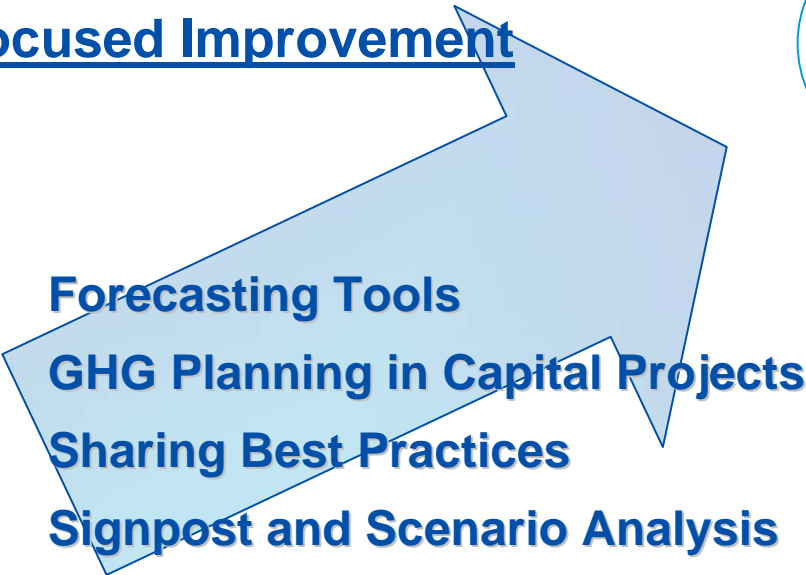 ocused Improvement
Forecasting Tools
GHG Planning in Capital Projects
Sharing Best Practices
Signpost and Scenario Analysis